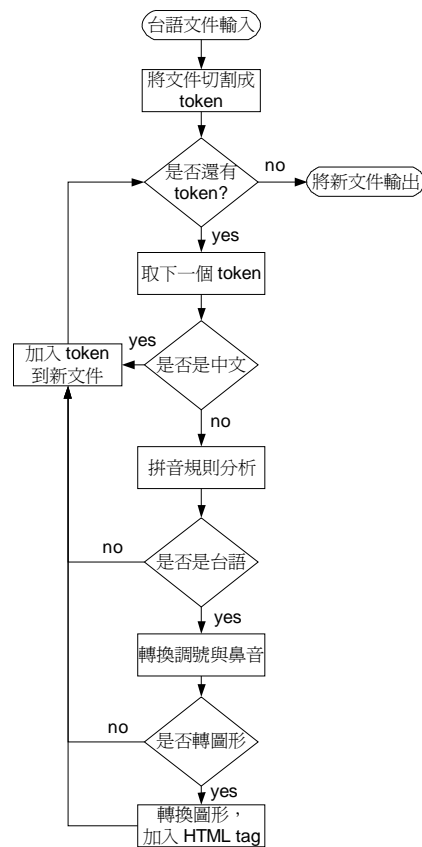 台語文件輸入
將文件切割成
token
是否還有
token?
no
將新文件輸出
yes
取下一個 token
yes
是否是中文
加入 token
到新文件
no
拼音規則分析
no
是否是台語
yes
轉換調號與鼻音
no
是否轉圖形
yes
轉換圖形，
加入 HTML tag